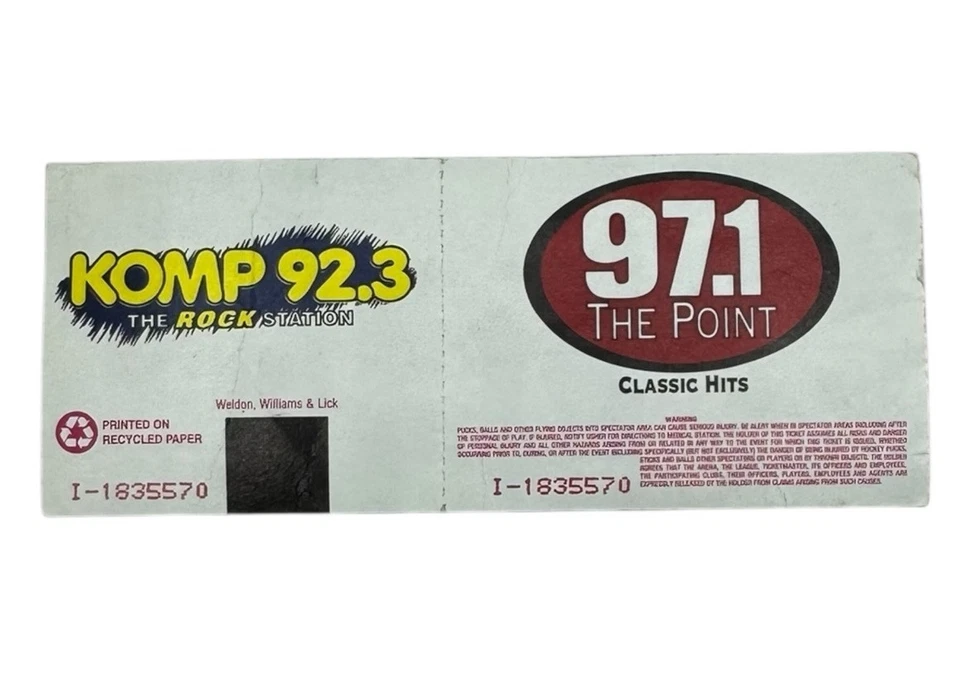 KOMP 92.3
THE ROCK STATION
Weldon, Williams & Lick
PRINTED ON
RECYCLED PAPER
I-1835570
97.1
THE POINT
CLASSIC HITS
WARNING
PUCKS, BALLS AND OTHER FLYING OBJECTS INTO SPECTATOR AREA CAN CAUSE SERIOUS INJURY. BE ALERT WHEN IN SPECTATOR AREAS INCLUDING AFTER
THE STOPPAGE OF PLAY. IF INJURED, NOTIFY USHER FOR DIRECTIONS TO MEDICAL STATION. THE HOLDER OF THIS TICKET ASSUMES ALL RISKS AND DANGER
OF PERSONAL INJURY AND ALL OTHER HAZARDS ARISING FROM OR RELATED IN ANY WAY TO THE EVENT FOR WHICH THIS TICKET IS ISSUED, WHETHER
OCCURRING PRIOR TO, DURING, OR AFTER THE EVENT INCLUDING SPECIFICALLY (BUT NOT EXCLUSIVELY) THE DANGER OF BEING INJURED BY HOCKEY PUCKS,
STICKS AND BALLS OTHER SPECTATORS OR PLAYERS OR BY THROWN OBJECTS. THE HOLDER
AGREES THAT THE ARENA, THE LEAGUE, TICKETMASTER, ITS OFFICERS AND EMPLOYEES,
THE PARTICIPATING CLUBS, THEIR OFFICERS, PLAYERS, EMPLOYEES AND AGENTS ARE
EXPRESSLY RELEASED BY THE HOLDER FROM CLAIMS ARISING FROM SUCH CAUSES.
I-1835570